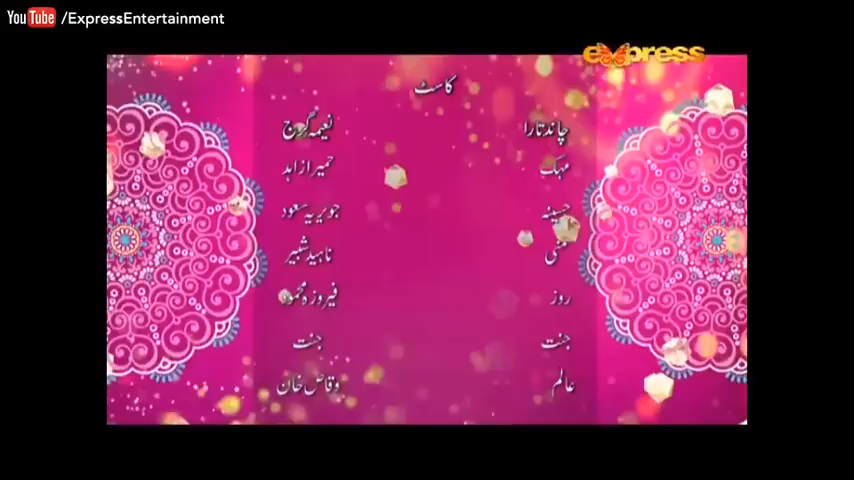 YouTube /ExpressEntertainment
express
کاسٹ
چاند تارا نعیمہ گرج
مہک حمیرا زاہد
حسینہ جویریہ سعود
ناہید شبیر
روز فیروزہ محمود
جنت جنت
عالم وقاص خان